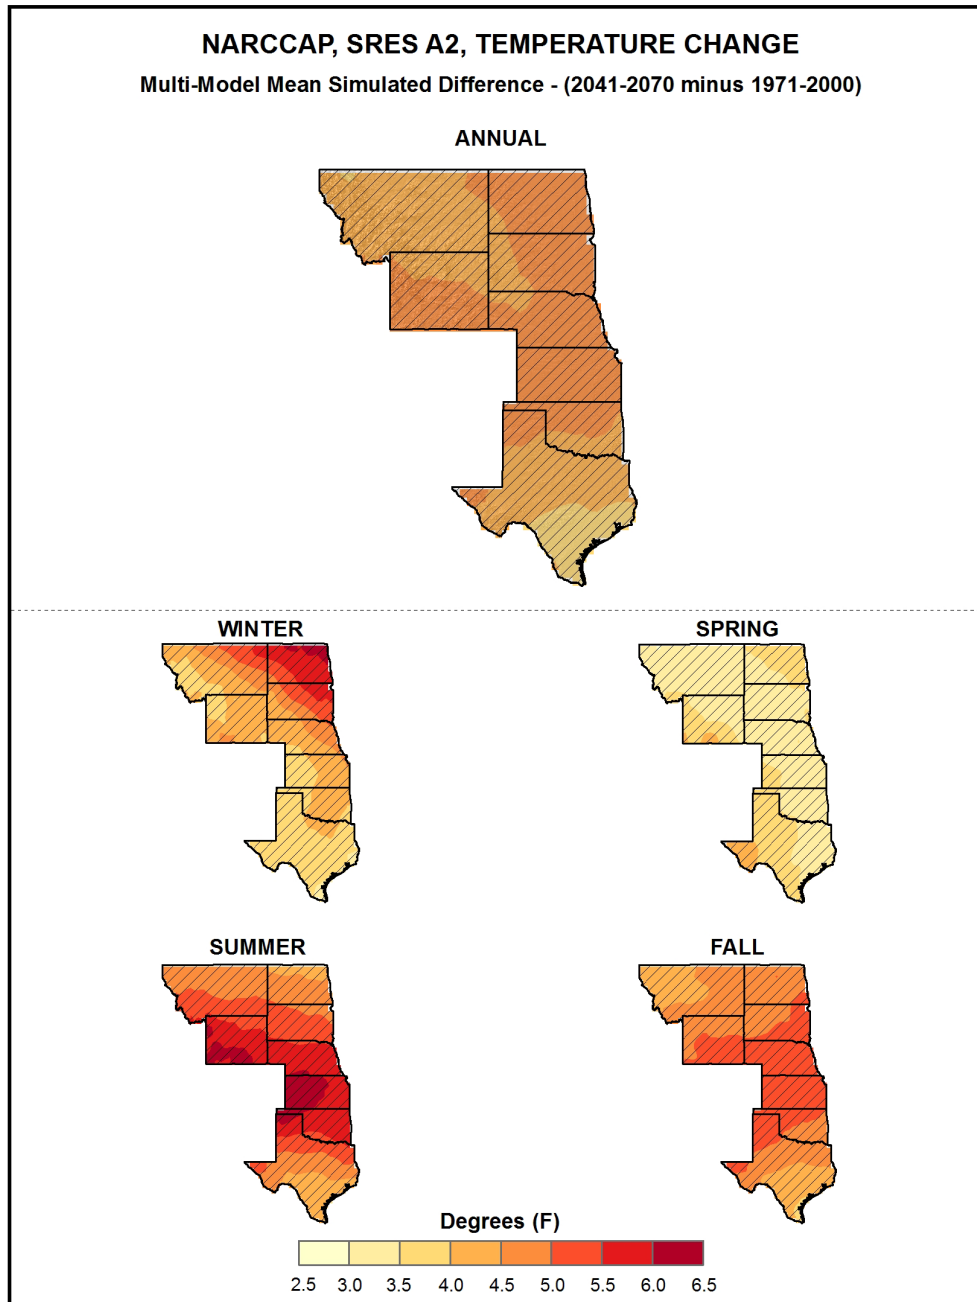 NARCCAP, SRES A2, TEMPERATURE CHANGE
Multi-Model Mean Simulated Difference - (2041-2070 minus 1971-2000)
ANNUAL
WINTER
SPRING
SUMMER
FALL
Degrees (F)
2.5 3.0 3.5 4.0 4.5 5.0 5.5 6.0 6.5